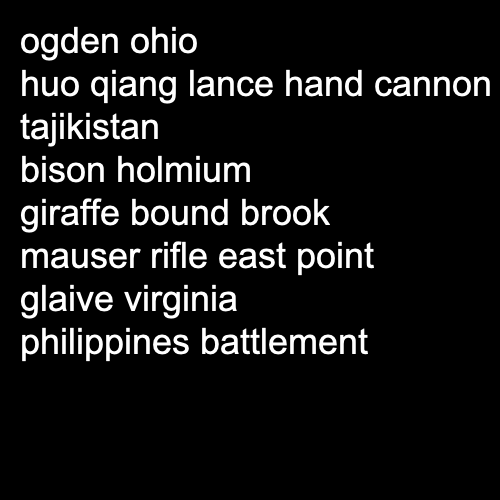 ogden ohio
huo qiang lance hand cannon
tajikistan
bison holmium
giraffe bound brook
mauser rifle east point
glaive virginia
philippines battlement